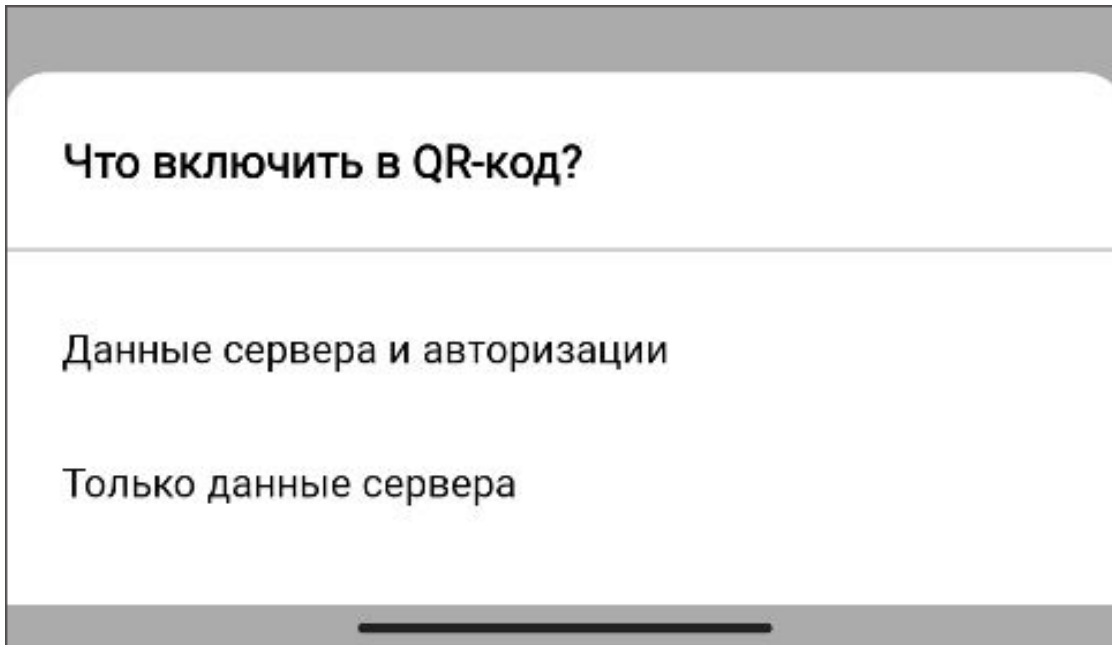 Что включить в QR-код?
Данные сервера и авторизации
Только данные сервера